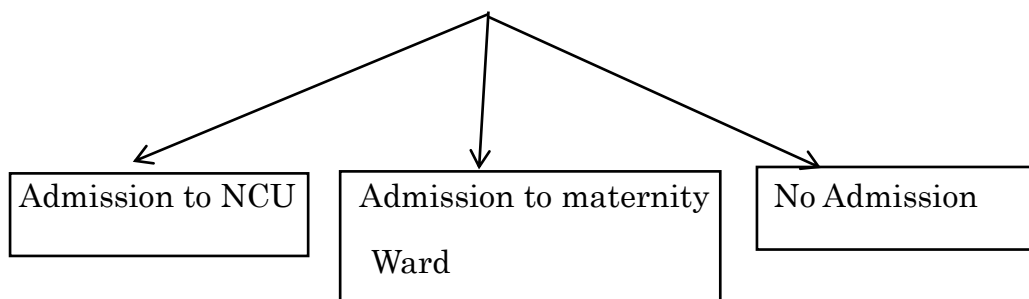 Admission to NCU
Admission to maternity
Ward
No Admission